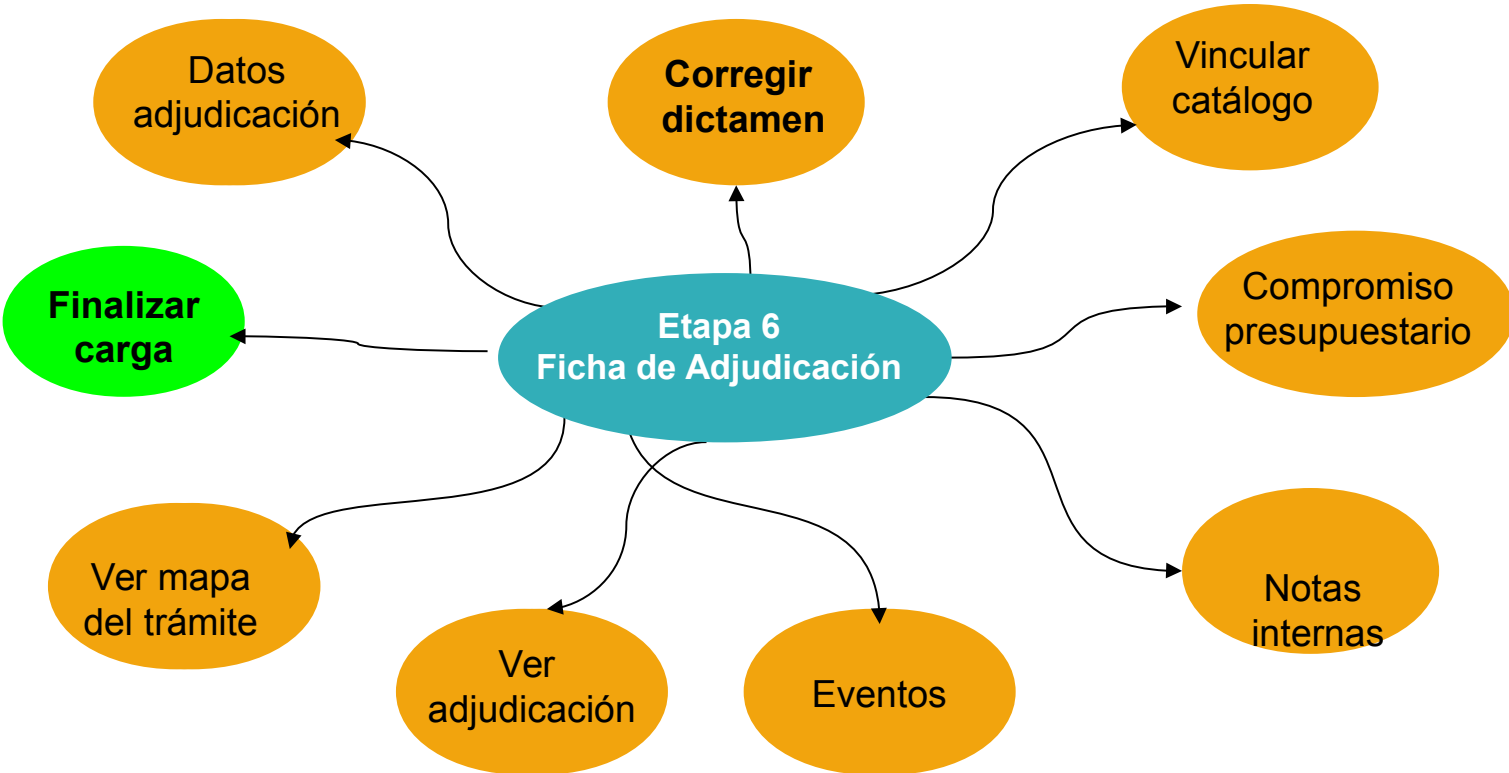 Datos
adjudicación
Corregir
dictamen
Vincular
catálogo
Finalizar
carga
Etapa 6
Ficha de Adjudicación
Compromiso
presupuestario
Ver mapa
del trámite
Ver
adjudicación
Eventos
Notas
internas